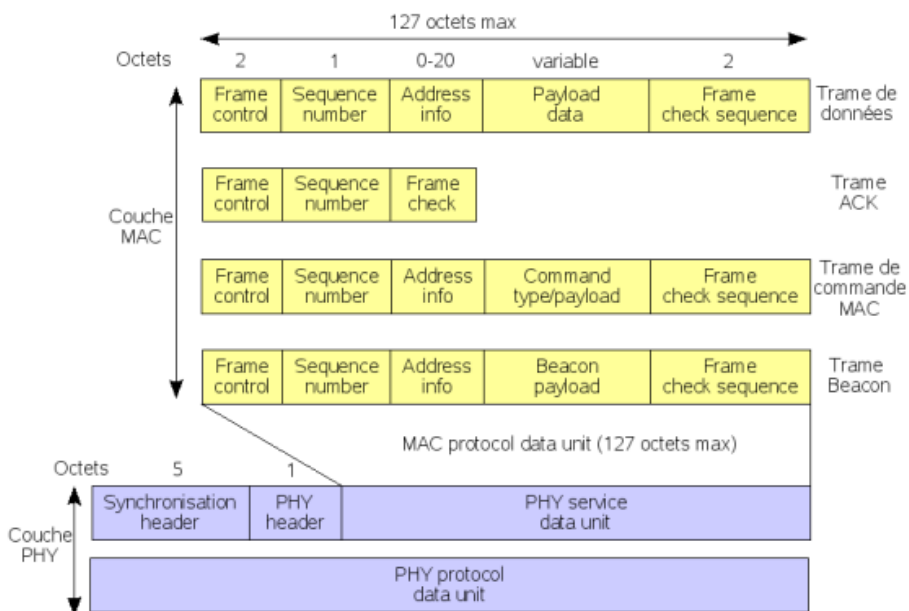 127 octets max
Octets 2 1 0-20 variable 2
Frame control Sequence number Address info Payload data Frame check sequence Trame de données
Couche MAC
Frame control Sequence number Frame check Trame ACK
Frame control Sequence number Address info Command type/payload Frame check sequence Trame de commande MAC
Frame control Sequence number Address info Beacon payload Frame check sequence Trame Beacon
MAC protocol data unit (127 octets max)
Octets 5 1
Couche PHY
Synchronisation header PHY header PHY service data unit
PHY protocol data unit